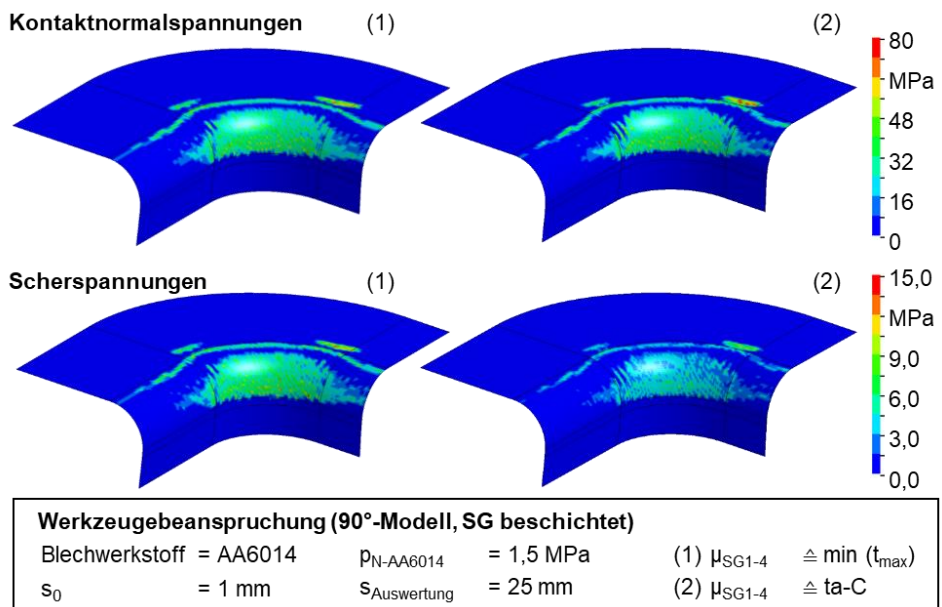 Kontaktnormalspannungen (1) (2)
80
MPa
48
32
16
0
Scherspannungen (1) (2)
15,0
MPa
9,0
6,0
3,0
0,0
Werkzeugbeanspruchung (90°-Modell, SG beschichtet)
Blechwerkstoff = AA6014 pN-AA6014 = 1,5 MPa (1) µSG1-4 ≙ min (tmax)
s0 = 1 mm sAuswertung = 25 mm (2) µSG1-4 ≙ ta-C